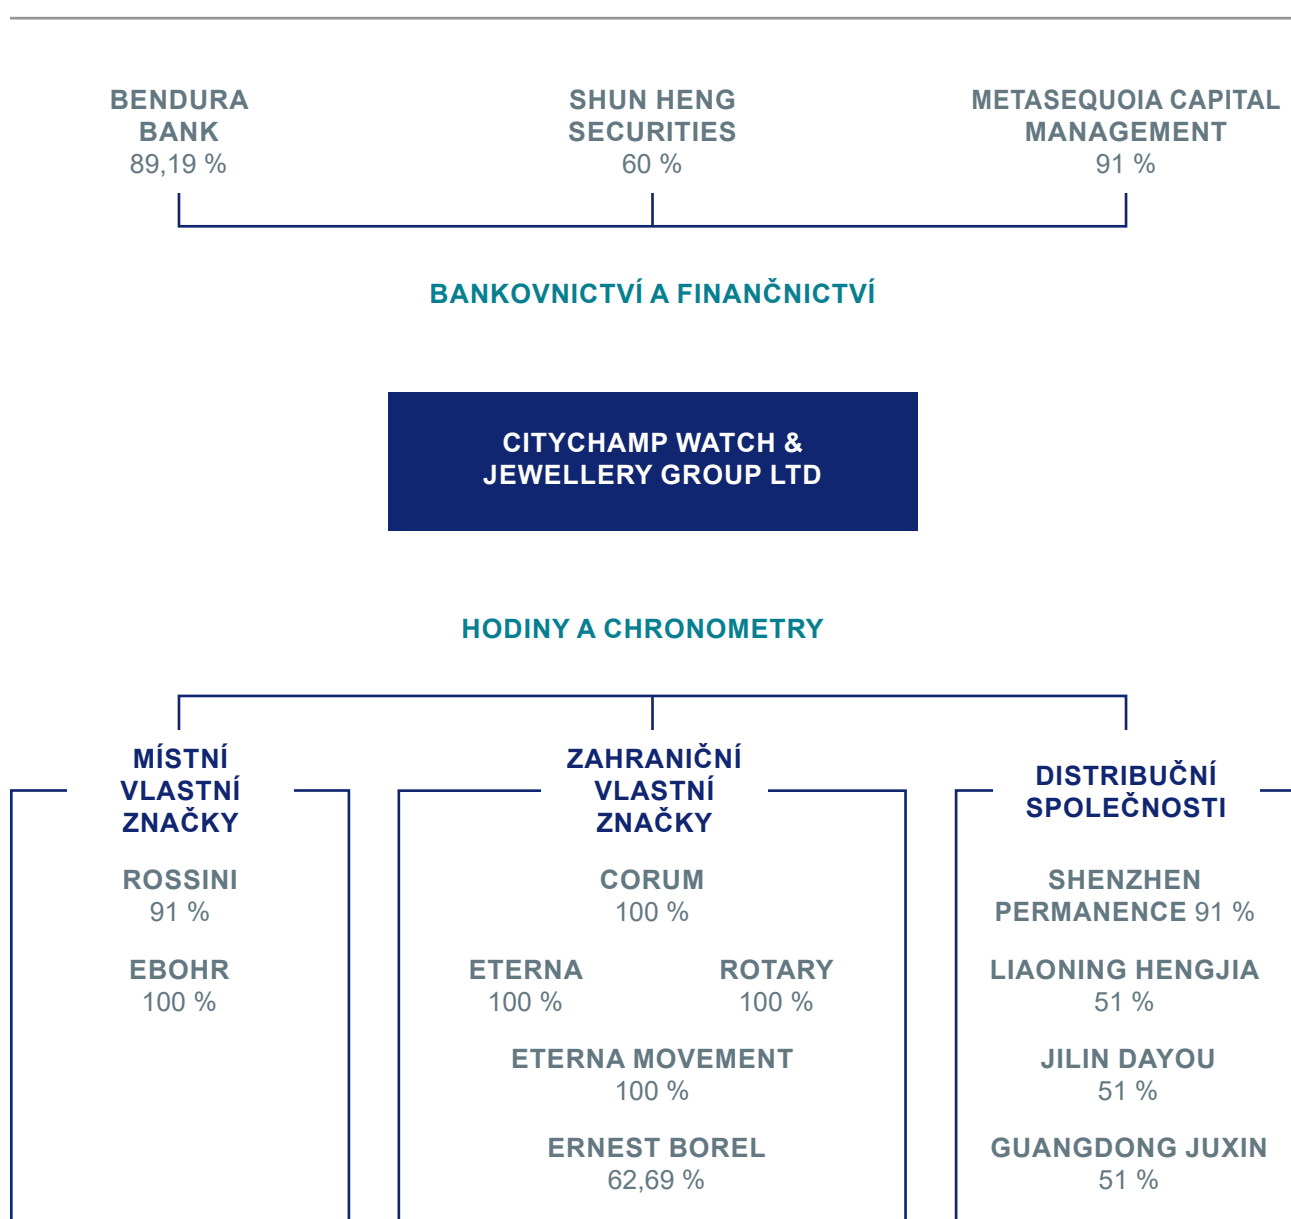 BENDURA
BANK
89,19 %
SHUN HENG
SECURITIES
60 %
METASEQUOIA CAPITAL
MANAGEMENT
91 %
BANKOVNICTVÍ A FINANČNICTVÍ
CITYCHAMP WATCH &
JEWELLERY GROUP LTD
HODINY A CHRONOMETRY
MÍSTNÍ
VLASTNÍ
ZNAČKY
ROSSINI
91 %
EBOHR
100 %
ZAHRANIČNÍ
VLASTNÍ
ZNAČKY
CORUM
100 %
ETERNA
100 %
ROTARY
100 %
ETERNA MOVEMENT
100 %
ERNEST BOREL
62,69 %
DISTRIBUČNÍ
SPOLEČNOSTI
SHENZHEN
PERMANENCE 91 %
LIAONING HENGJIA
51 %
JILIN DAYOU
51 %
GUANGDONG JUXIN
51 %